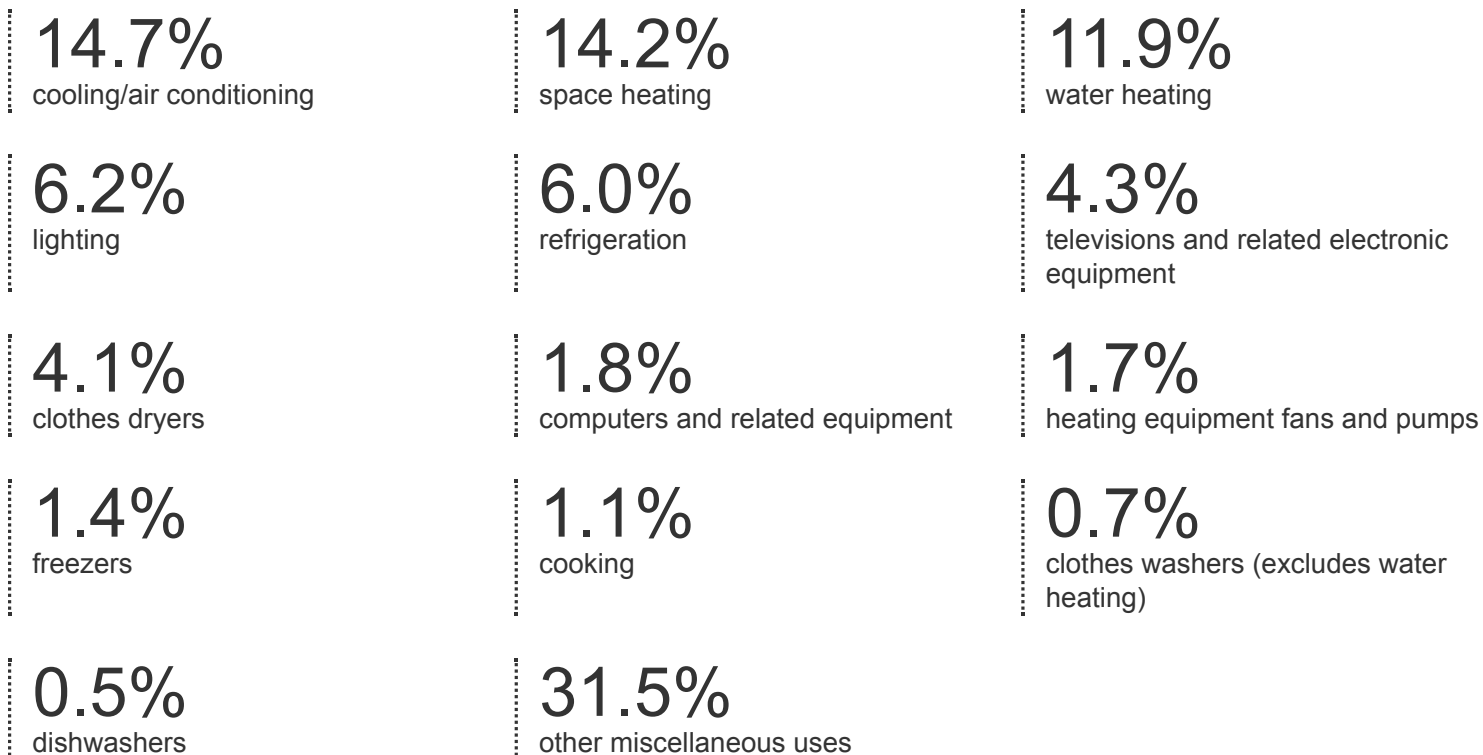 14.7%
cooling/air conditioning
14.2%
space heating
11.9%
water heating
6.2%
lighting
6.0%
refrigeration
4.3%
televisions and related electronic
equipment
4.1%
clothes dryers
1.8%
computers and related equipment
1.7%
heating equipment fans and pumps
1.4%
freezers
1.1%
cooking
0.7%
clothes washers (excludes water
heating)
0.5%
dishwashers
31.5%
other miscellaneous uses